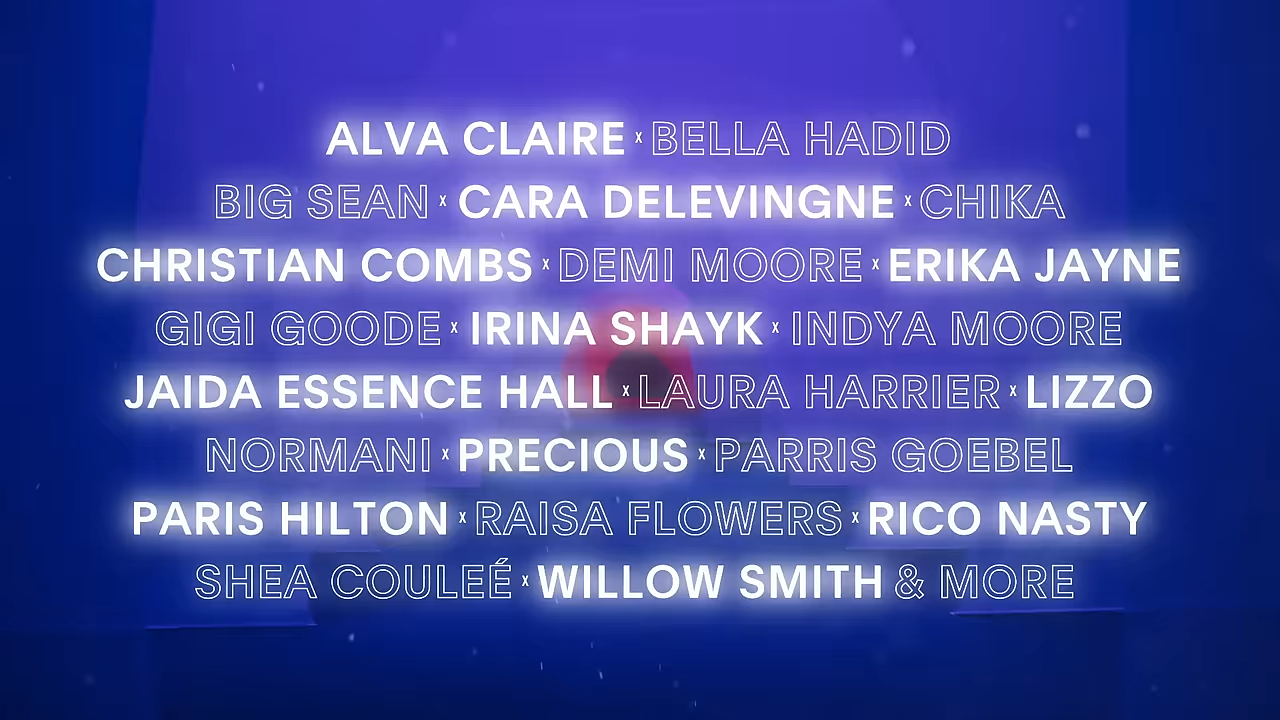 ALVA CLAIRE x BELLA HADID
BIG SEAN x CARA DELEVINGNE x CHIKA
CHRISTIAN COMBS x DEMI MOORE x ERIKA JAYNE
GIGI GOODE x IRINA SHAYK x INDYA MOORE
JAIDA ESSENCE HALL x LAURA HARRIER x LIZZO
NORMANI x PRECIOUS x PARRIS GOEBEL
PARIS HILTON x RAISA FLOWERS x RICO NASTY
SHEA COULEÉ x WILLOW SMITH & MORE